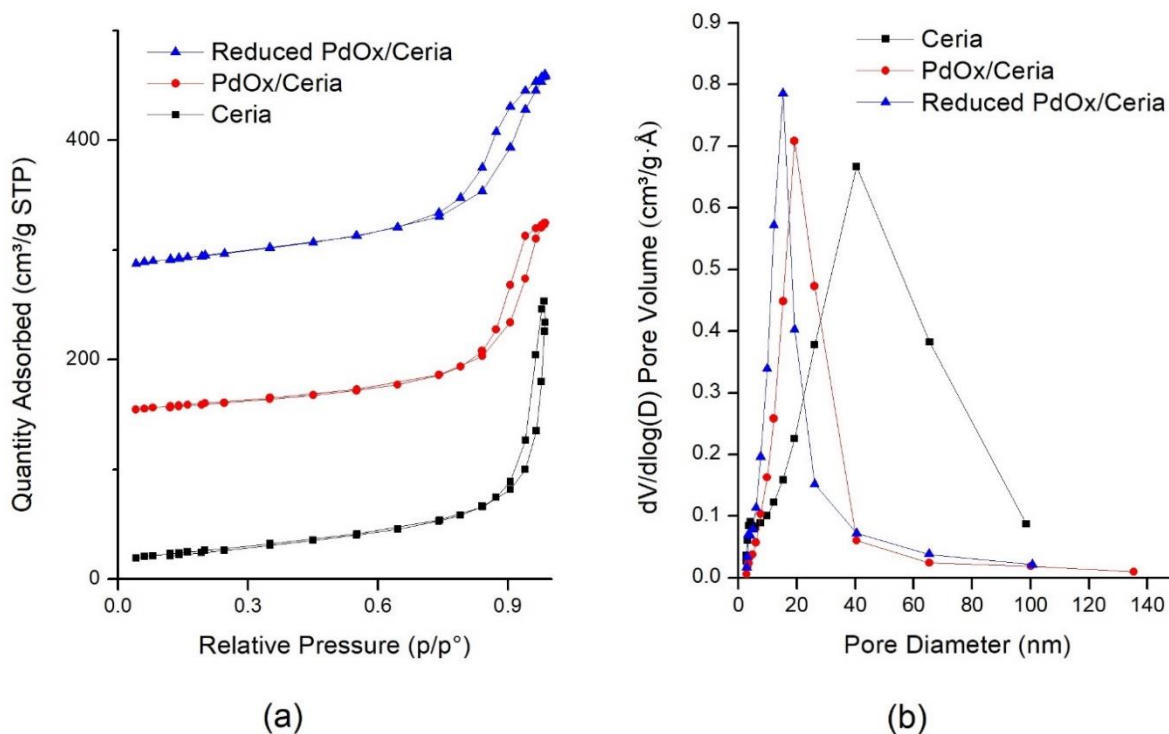 Reduced PdOx/Ceria
PdOx/Ceria
Ceria
Quantity Adsorbed (cm³/g STP)
400
200
0
0.0
0.3
0.6
0.9
Relative Pressure (p/p°)
(a)
Ceria
PdOx/Ceria
Reduced PdOx/Ceria
dV/dlog(D) Pore Volume (cm³/g·Å)
0.9
0.8
0.7
0.6
0.5
0.4
0.3
0.2
0.1
0.0
0
20
40
60
80
100
120
140
Pore Diameter (nm)
(b)